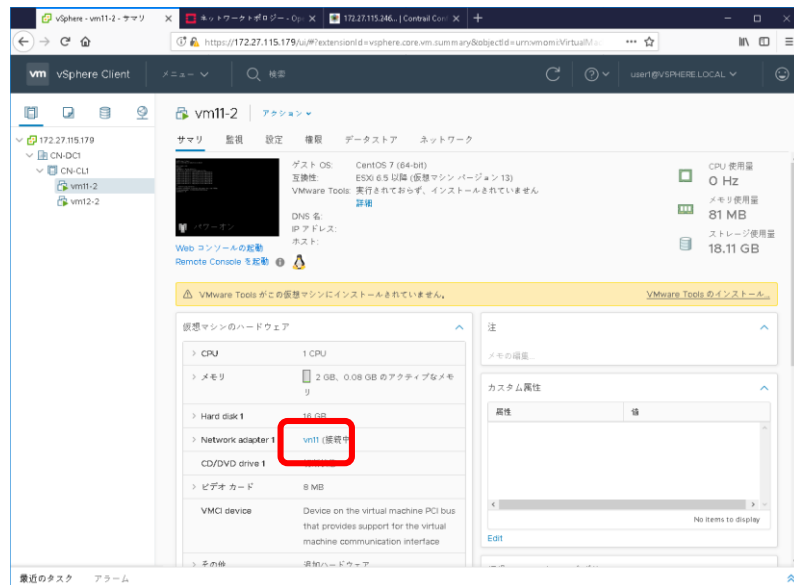 vSphere - vm11-2 - サマリ
ネットワークトポロジー - Ope
172.27.115.246... | Contrail Cont
https://172.27.115.179/ui/#?extensionId=vsphere.core.vm.summary&objectId=urn:vmomi:VirtualMac
vm vSphere Client メニュー 検索 user1@VSPHERE.LOCAL
172.27.115.179
CN-DC1
CN-CL1
vm11-2
vm12-2
vm11-2 アクション
サマリ 監視 設定 権限 データストア ネットワーク
パワーオン
Web コンソールの起動
Remote Console を起動
ゲスト OS: CentOS 7 (64-bit)
互換性: ESXi 6.5 以降 (仮想マシン バージョン 13)
VMware Tools: 実行されておらず、インストールされていません
詳細
DNS 名:
IP アドレス:
ホスト:
CPU 使用量
0 Hz
メモリ使用量
81 MB
ストレージ使用量
18.11 GB
VMware Tools がこの仮想マシンにインストールされていません。 VMware Tools のインストール...
仮想マシンのハードウェア
CPU 1 CPU
メモリ 2 GB、0.08 GB のアクティブなメモ
リ
Hard disk 1 16 GB
Network adapter 1 vn11 (接続中
CD/DVD drive 1
ビデオ カード 8 MB
VMCI device Device on the virtual machine PCI bus
that provides support for the virtual
machine communication interface
その他 追加ハードウェア
注
メモの編集...
カスタム属性
属性 値
No items to display
Edit
最近のタスク アラーム